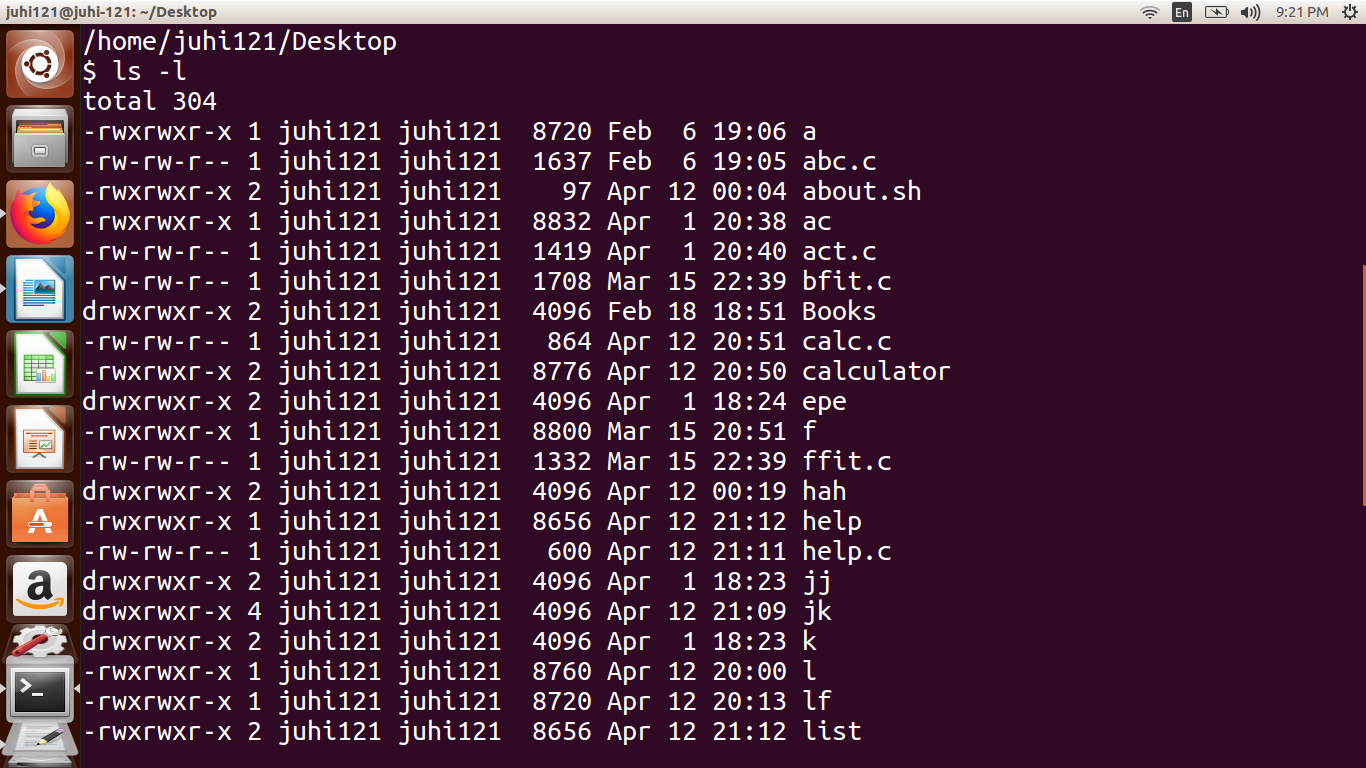 juhi121@juhi-121: ~/Desktop En 9:21 PM
/home/juhi121/Desktop
$ ls -l
total 304
-rwxrwxr-x 1 juhi121 juhi121  8720 Feb  6 19:06 a
-rw-rw-r-- 1 juhi121 juhi121  1637 Feb  6 19:05 abc.c
-rwxrwxr-x 2 juhi121 juhi121    97 Apr 12 00:04 about.sh
-rwxrwxr-x 1 juhi121 juhi121  8832 Apr  1 20:38 ac
-rw-rw-r-- 1 juhi121 juhi121  1419 Apr  1 20:40 act.c
-rw-rw-r-- 1 juhi121 juhi121  1708 Mar 15 22:39 bfit.c
drwxrwxr-x 2 juhi121 juhi121  4096 Feb 18 18:51 Books
-rw-rw-r-- 1 juhi121 juhi121   864 Apr 12 20:51 calc.c
-rwxrwxr-x 2 juhi121 juhi121  8776 Apr 12 20:50 calculator
drwxrwxr-x 2 juhi121 juhi121  4096 Apr  1 18:24 epe
-rwxrwxr-x 1 juhi121 juhi121  8800 Mar 15 20:51 f
-rw-rw-r-- 1 juhi121 juhi121  1332 Mar 15 22:39 ffit.c
drwxrwxr-x 2 juhi121 juhi121  4096 Apr 12 00:19 hah
-rwxrwxr-x 1 juhi121 juhi121  8656 Apr 12 21:12 help
-rw-rw-r-- 1 juhi121 juhi121   600 Apr 12 21:11 help.c
drwxrwxr-x 2 juhi121 juhi121  4096 Apr  1 18:23 jj
drwxrwxr-x 4 juhi121 juhi121  4096 Apr 12 21:09 jk
drwxrwxr-x 2 juhi121 juhi121  4096 Apr  1 18:23 k
-rwxrwxr-x 1 juhi121 juhi121  8760 Apr 12 20:00 l
-rwxrwxr-x 1 juhi121 juhi121  8720 Apr 12 20:13 lf
-rwxrwxr-x 2 juhi121 juhi121  8656 Apr 12 21:12 list